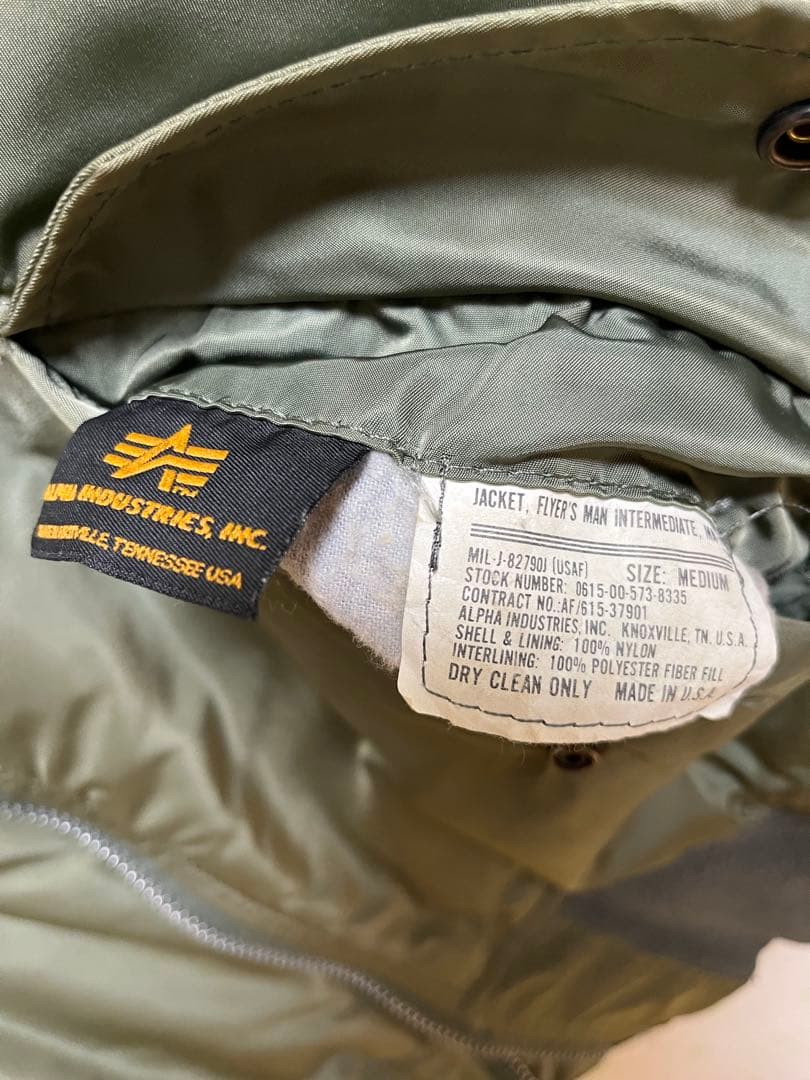 ALPHA INDUSTRIES, INC.
KNOXVILLE, TENNESSEE USA
JACKET, FLYER'S MAN INTERMEDIATE,
MIL-J-82790J (USAF) SIZE: MEDIUM
STOCK NUMBER: 0615-00-573-8335
CONTRACT NO.: AF/615-37901
ALPHA INDUSTRIES, INC. KNOXVILLE, TN. U.S.A.
SHELL & LINING: 100% NYLON
INTERLINING: 100% POLYESTER FIBER FILL
DRY CLEAN ONLY MADE IN U.S.A.